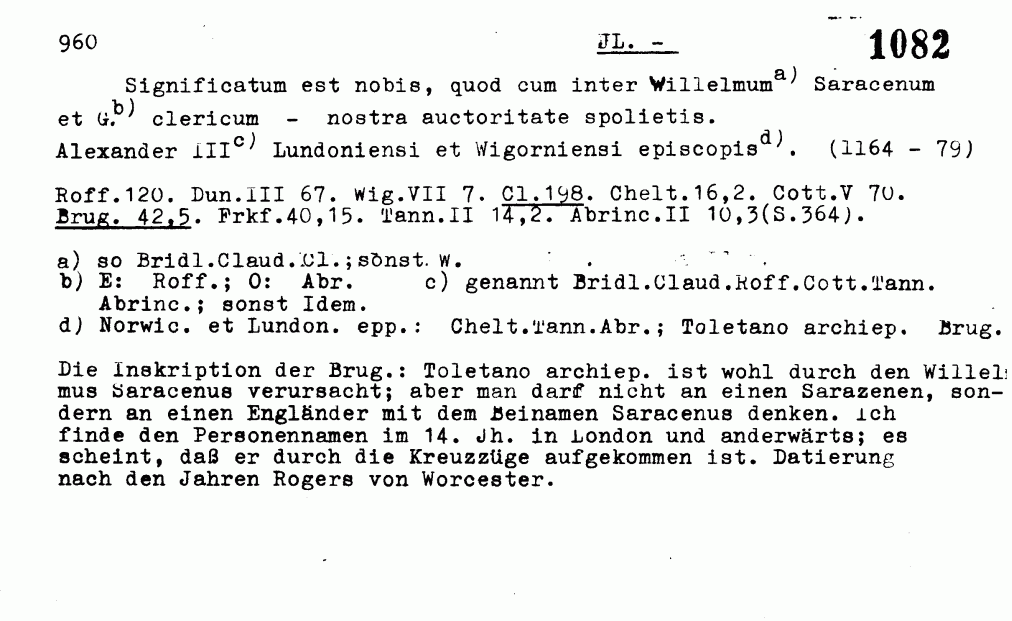 960 JL. - 1082
Significatum est nobis, quod cum inter Willelmum a) Saracenum
et G. b) clericum - nostra auctoritate spolietis.
Alexander III c) Lundoniensi et Wigorniensi episcopis d). (1164 - 79)
Roff.120. Dun.III 67. Wig.VII 7. Cl.198. Chelt.16,2. Cott.V 70.
Brug. 42,5. Frkf.40,15. Tann.II 14,2. Abrinc.II 10,3(S.364).
a) so Bridl.Claud.Cl.;sonst W.
b) E: Roff.; O: Abr. c) genannt Bridl.Claud.Roff.Cott.Tann.
Abrinc.; sonst Idem.
d) Norwic. et Lundon. epp.: Chelt.Tann.Abr.; Toletano archiep. Brug.
Die Inskription der Brug.: Toletano archiep. ist wohl durch den Willel
mus Saracenus verursacht; aber man darf nicht an einen Sarazenen, son-
dern an einen Engländer mit dem Beinamen Saracenus denken. Ich
finde den Personennamen im 14. Jh. in London und anderwärts; es
scheint, daß er durch die Kreuzzüge aufgekommen ist. Datierung
nach den Jahren Rogers von Worcester.